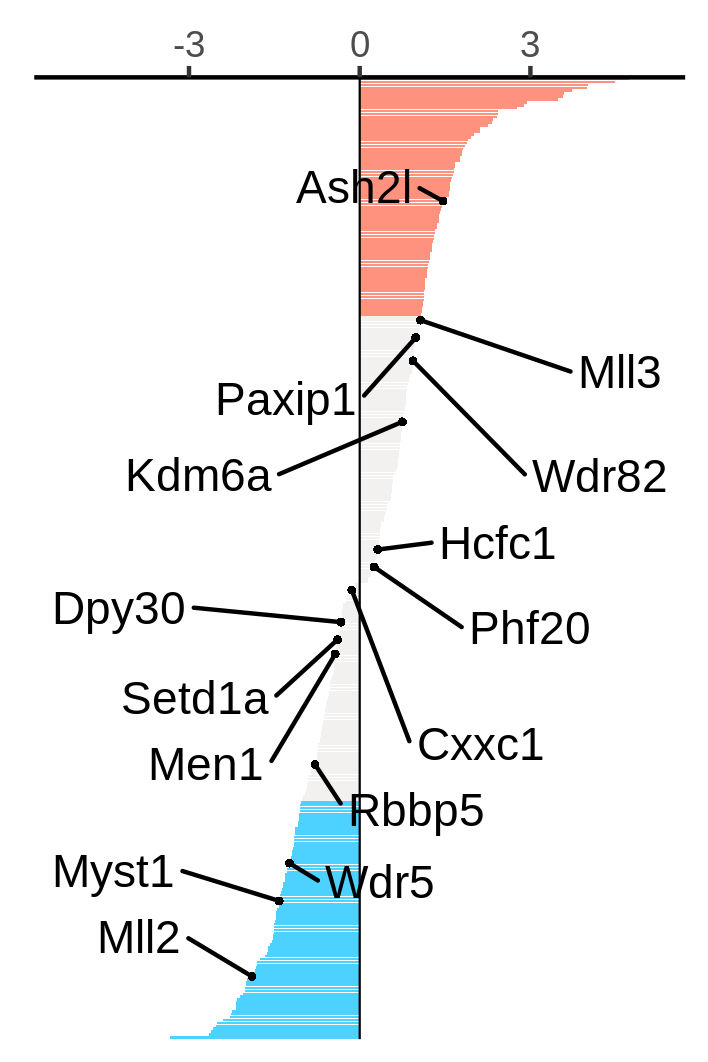 -3 0 3
Ash2l
Mll3
Paxip1
Kdm6a
Wdr82
Hcfc1
Dpy30
Phf20
Setd1a
Cxxc1
Men1
Rbbp5
Myst1
Wdr5
Mll2